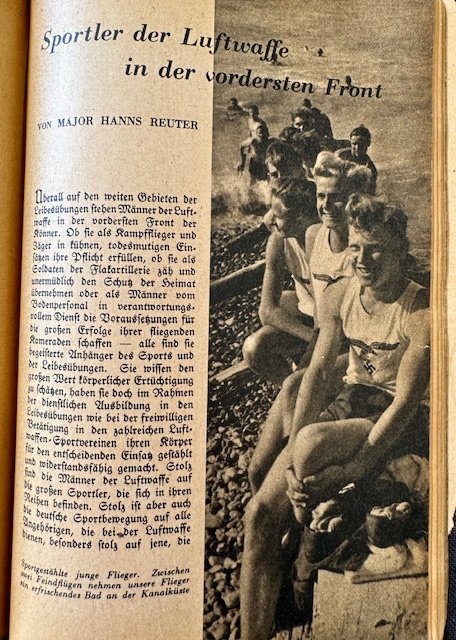 Sportler der Luftwaffe
in der vordersten Front
VON MAJOR HANNS REUTER
Überall auf den weiten Gebieten der
Leibesübungen stehen Männer der Luft-
waffe in der vordersten Front der
Könner. Ob sie als Kampfflieger und
Jäger in kühnen, todesmutigen Ein-
sätzen ihre Pflicht erfüllen, ob sie als
Soldaten der Flakartillerie zäh und
unermüdlich den Schutz der Heimat
übernehmen oder als Männer vom
Bodenpersonal in verantwortungs-
vollem Dienst die Voraussetzungen für
die großen Erfolge ihrer fliegenden
Kameraden schaffen — alle sind sie
begeisterte Anhänger des Sports und
der Leibesübungen. Sie wissen den
großen Wert körperlicher Ertüchtigung
zu schätzen, haben sie doch im Rahmen
der dienstlichen Ausbildung in den
Leibesübungen wie bei der freiwilligen
Betätigung in den zahlreichen Luft-
waffen-Sportvereinen ihren Körper
für den entscheidenden Einsatz gestählt
und widerstandsfähig gemacht. Stolz
sind die Männer der Luftwaffe auf
die großen Sportler, die sich in ihren
Reihen befinden. Stolz ist aber auch
die deutsche Sportbewegung auf alle
Angehörigen, die bei der Luftwaffe
dienen, besonders stolz auf jene, die
Sportgestählte junge Flieger. Zwischen
zwei Feindflügen nehmen unsere Flieger
ein erfrischendes Bad an der Kanalküste